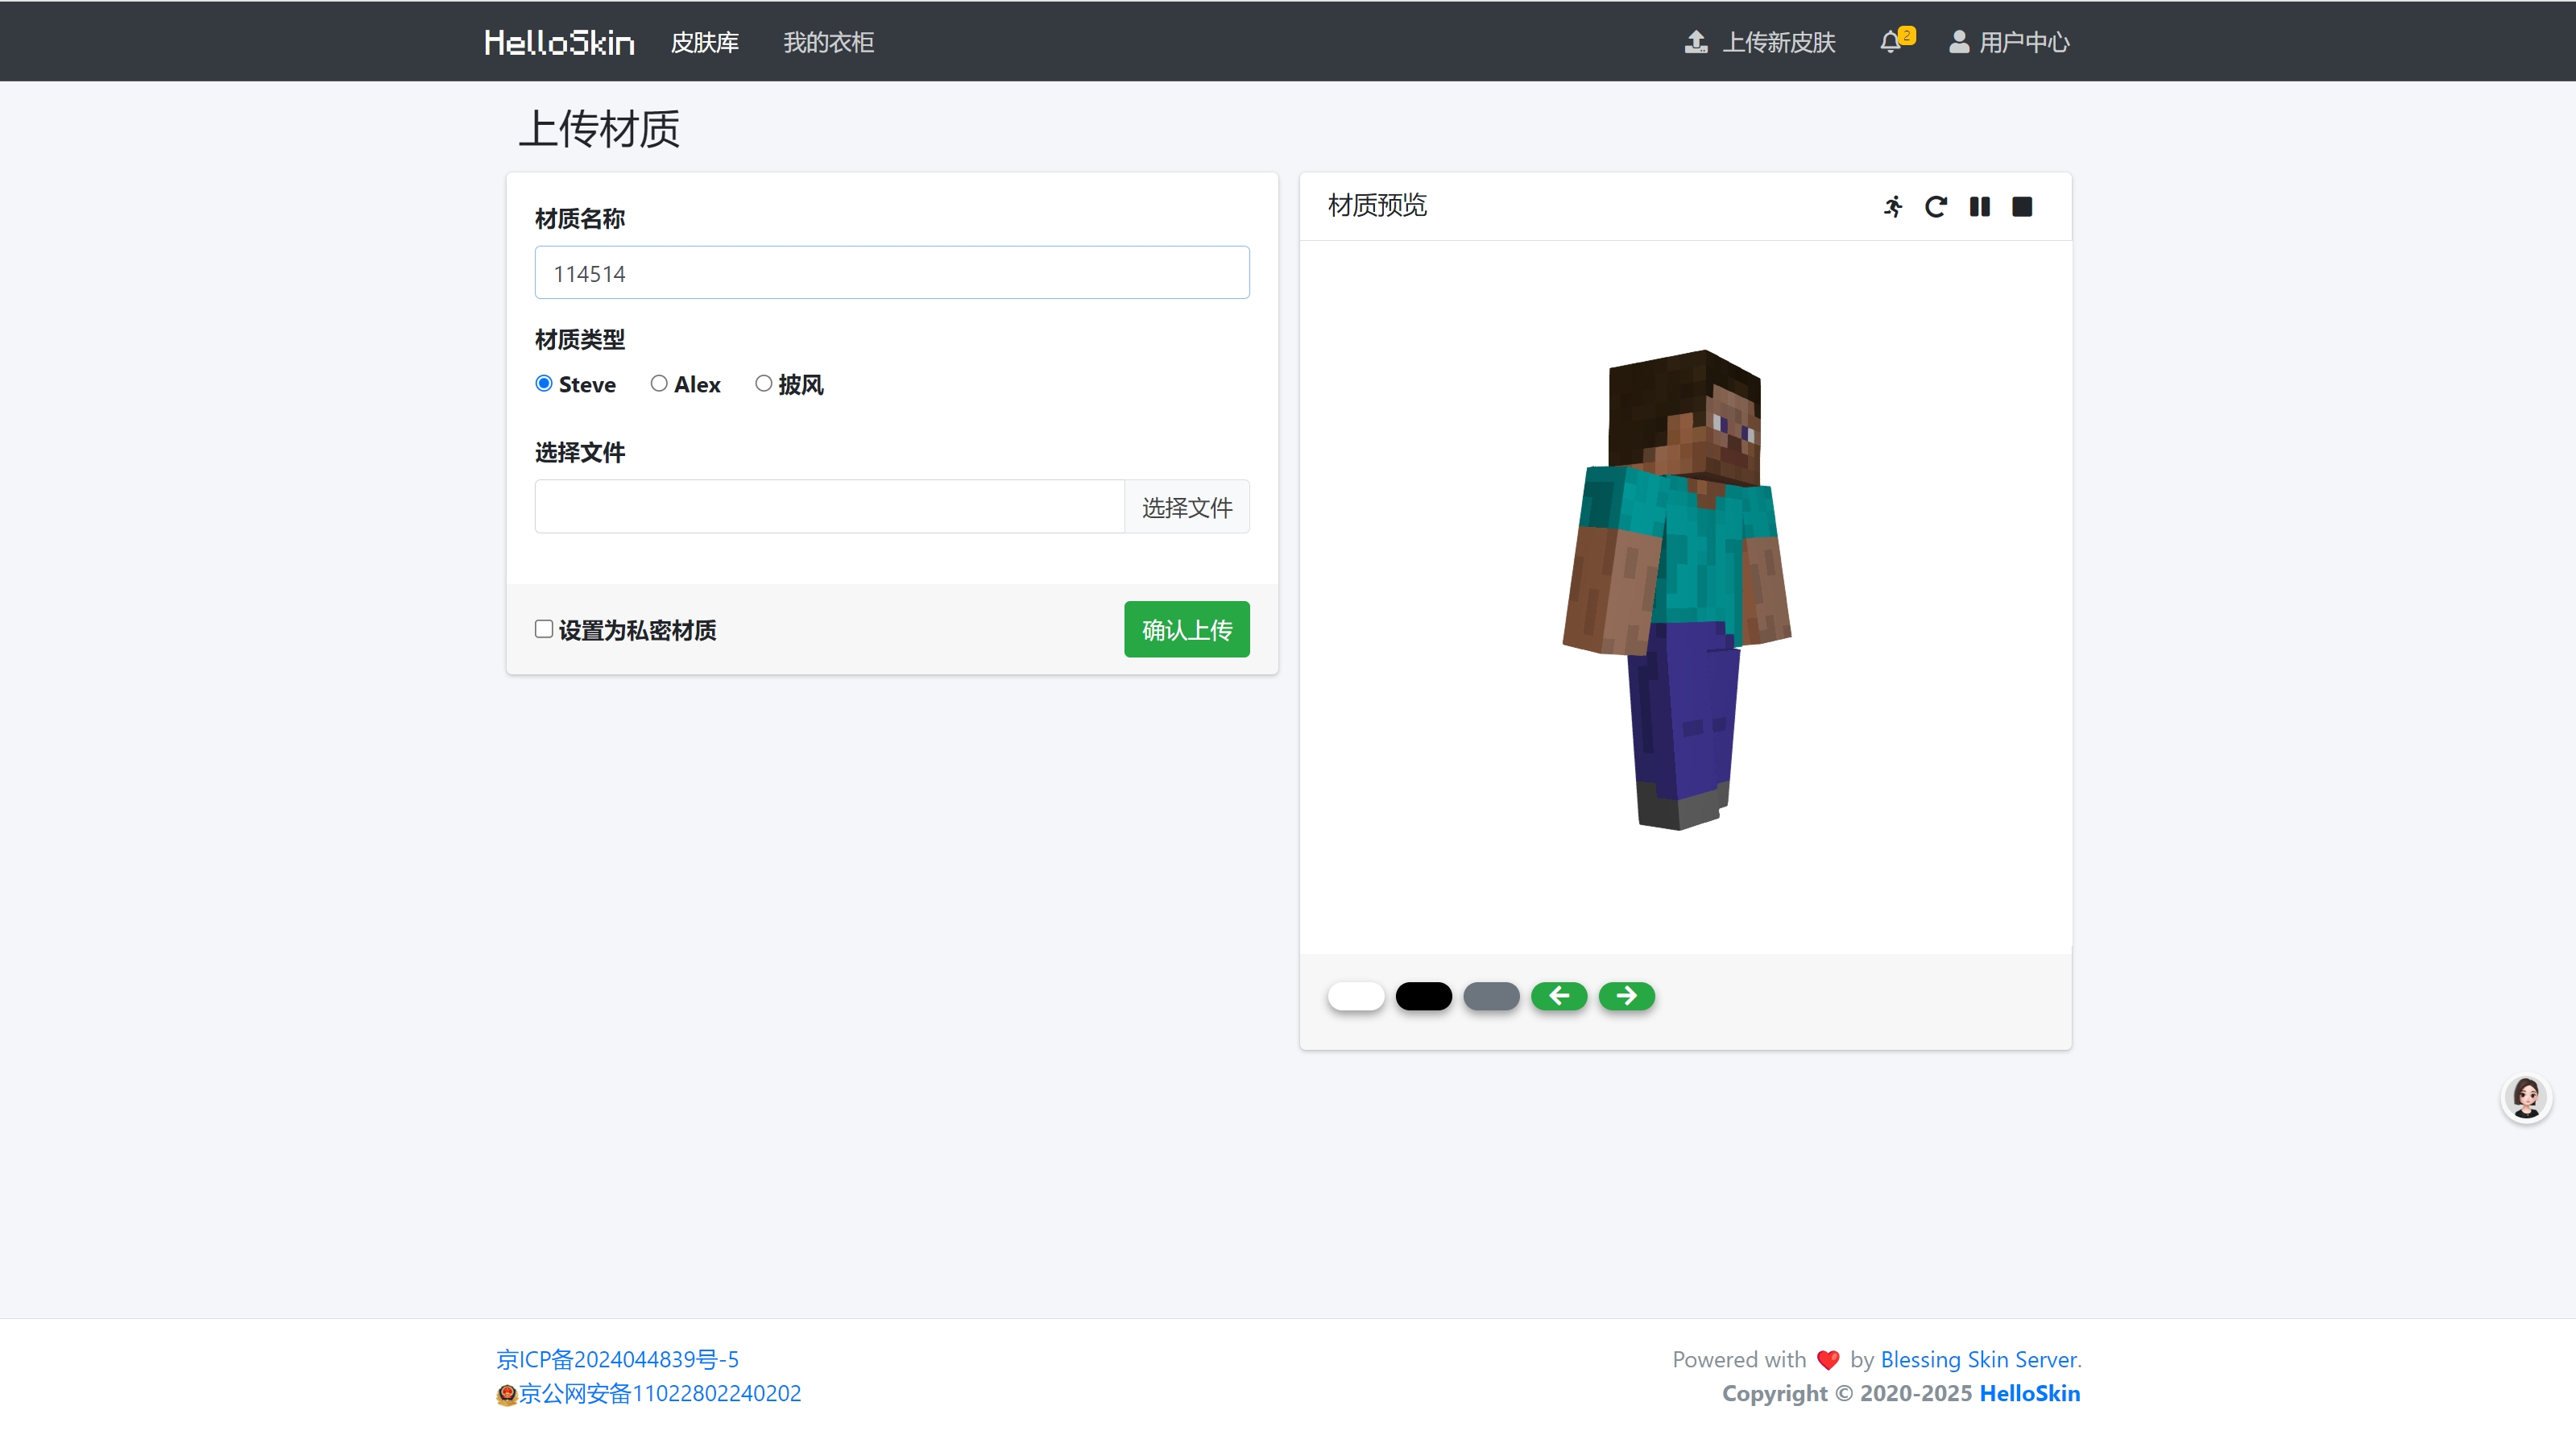 HelloSkin 皮肤库 我的衣柜 上传新皮肤 2 用户中心
上传材质
材质名称
114514
材质类型
Steve Alex 披风
选择文件
选择文件
设置为私密材质 确认上传
材质预览
京ICP备2024044839号-5
京公网安备11022802240202
Powered with ❤️ by Blessing Skin Server.
Copyright © 2020-2025 HelloSkin